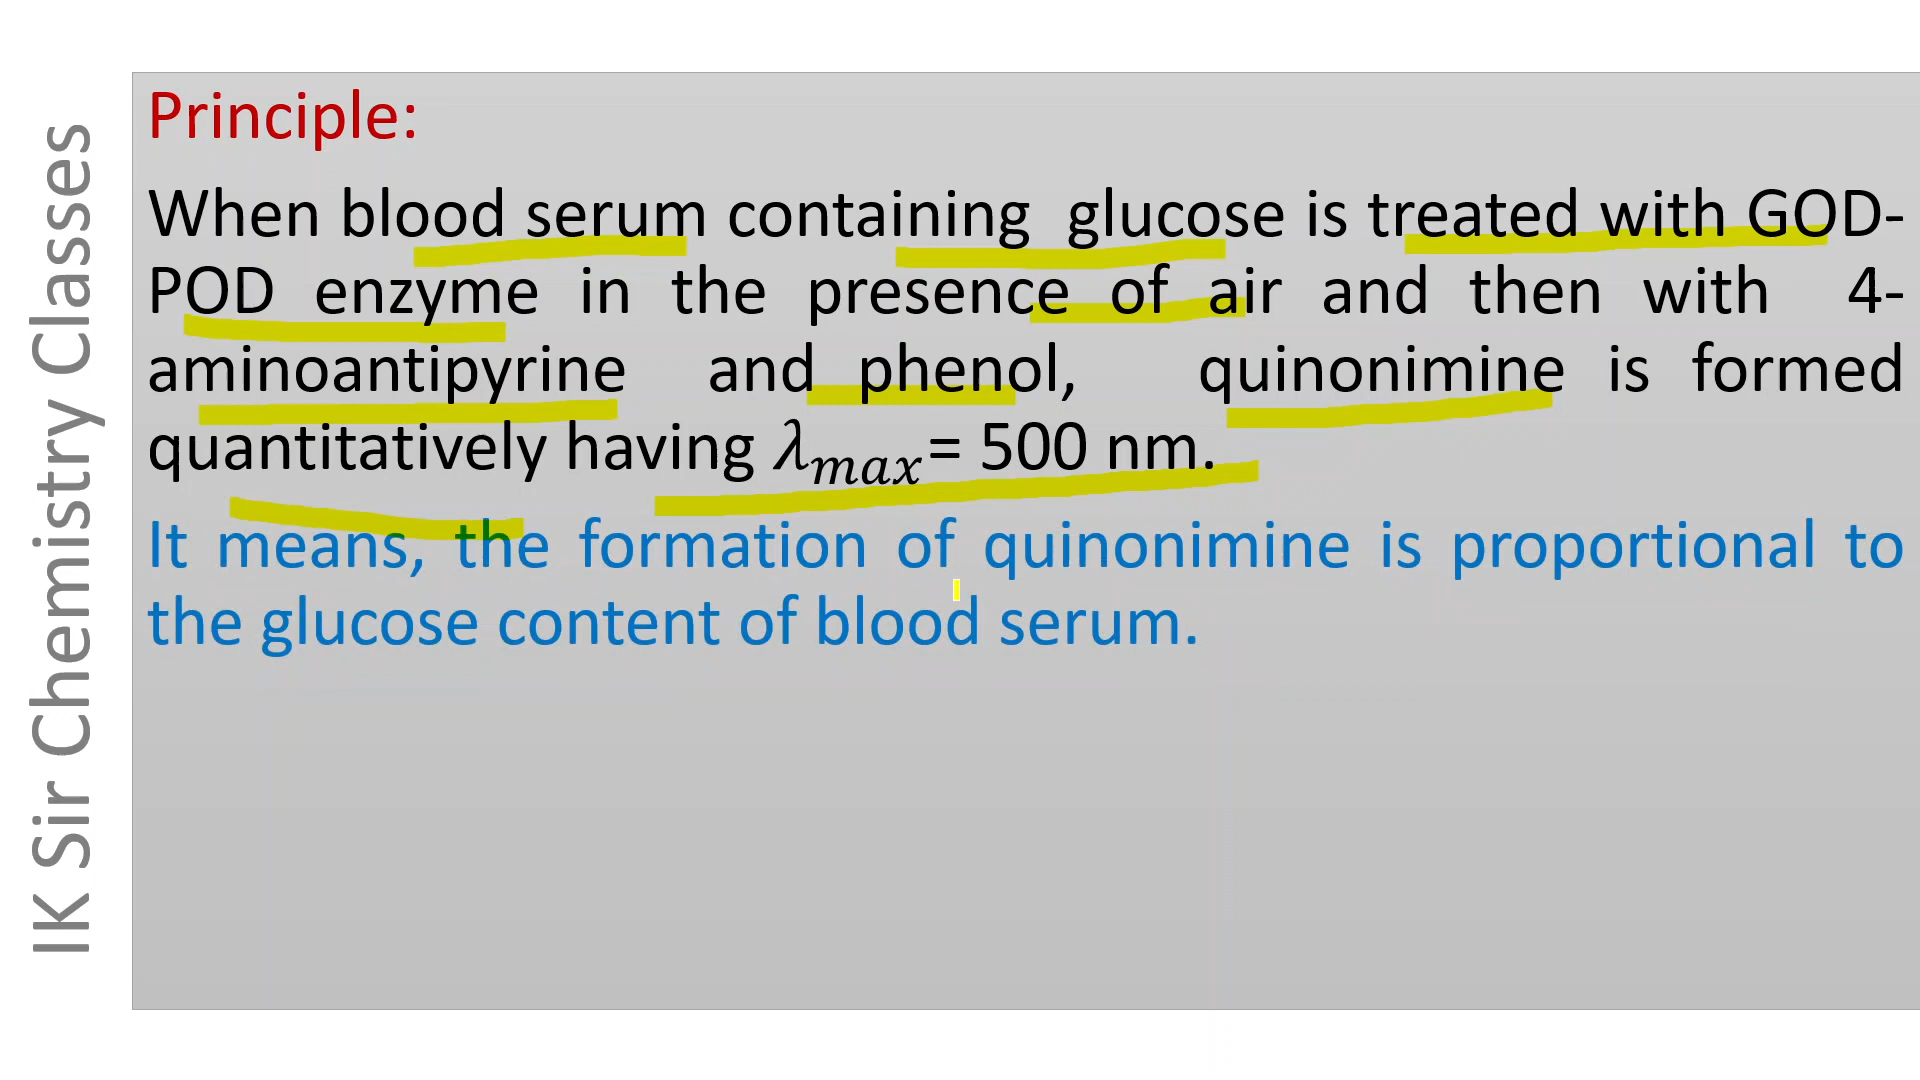 IK Sir Chemistry Classes
Principle:
When blood serum containing glucose is treated with GOD-
POD enzyme in the presence of air and then with 4-
aminoantipyrine and phenol, quinonimine is formed
quantitatively having λmax= 500 nm.
It means, the formation of quinonimine is proportional to
the glucose content of blood serum.